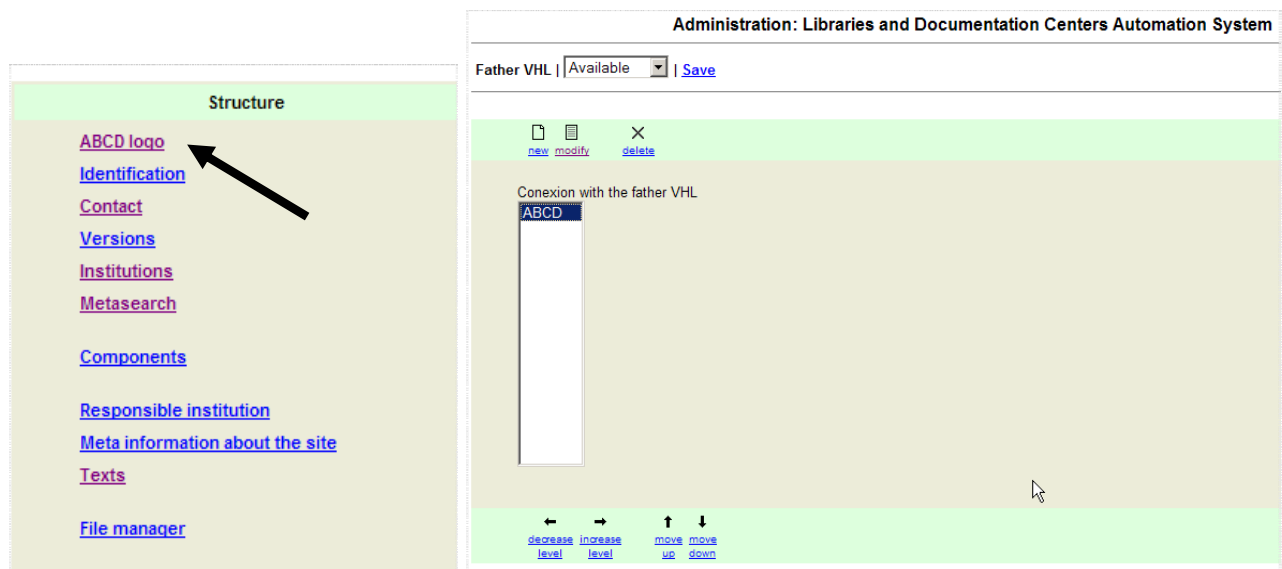 Structure
ABCD logo
Identification
Contact
Versions
Institutions
Metasearch
Components
Responsible institution
Meta information about the site
Texts
File manager
Administration: Libraries and Documentation Centers Automation System
Father VHL | Available | Save
new modify delete
Conexion with the father VHL
ABCD
decrease increase move move
level level up down